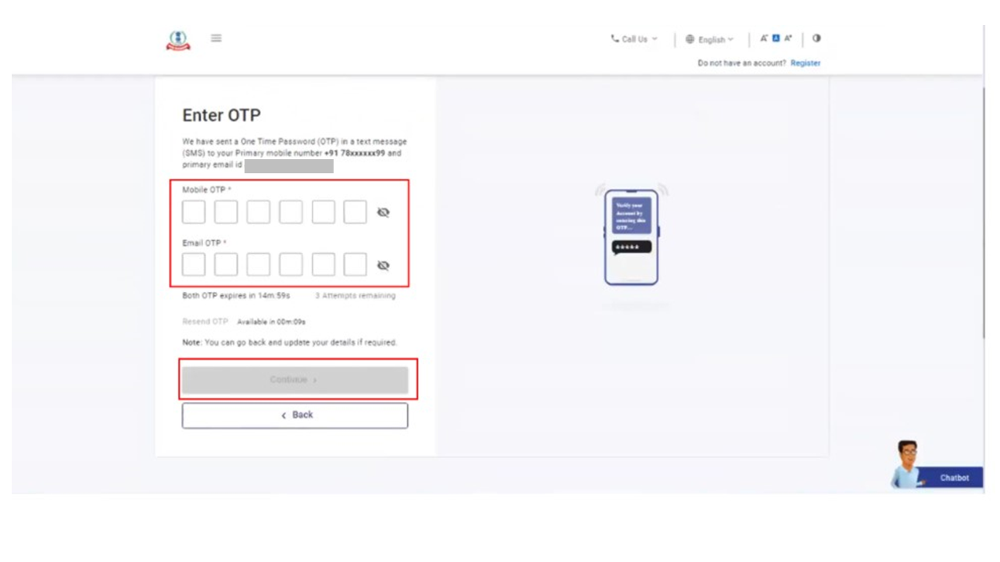 Call Us
English
A- A A+
Do not have an account? Register
Enter OTP
We have sent a One Time Password (OTP) in a text message
(SMS) to your Primary mobile number +91 78xxxxxx99 and
primary email id
Mobile OTP *
Email OTP *
Both OTP expires in 14m:59s 3 Attempts remaining
Resend OTP Available in 00m:09s
Note: You can go back and update your details if required.
Continue >
< Back
Verify your
Account by
entering this
OTP...
*****
Chatbot